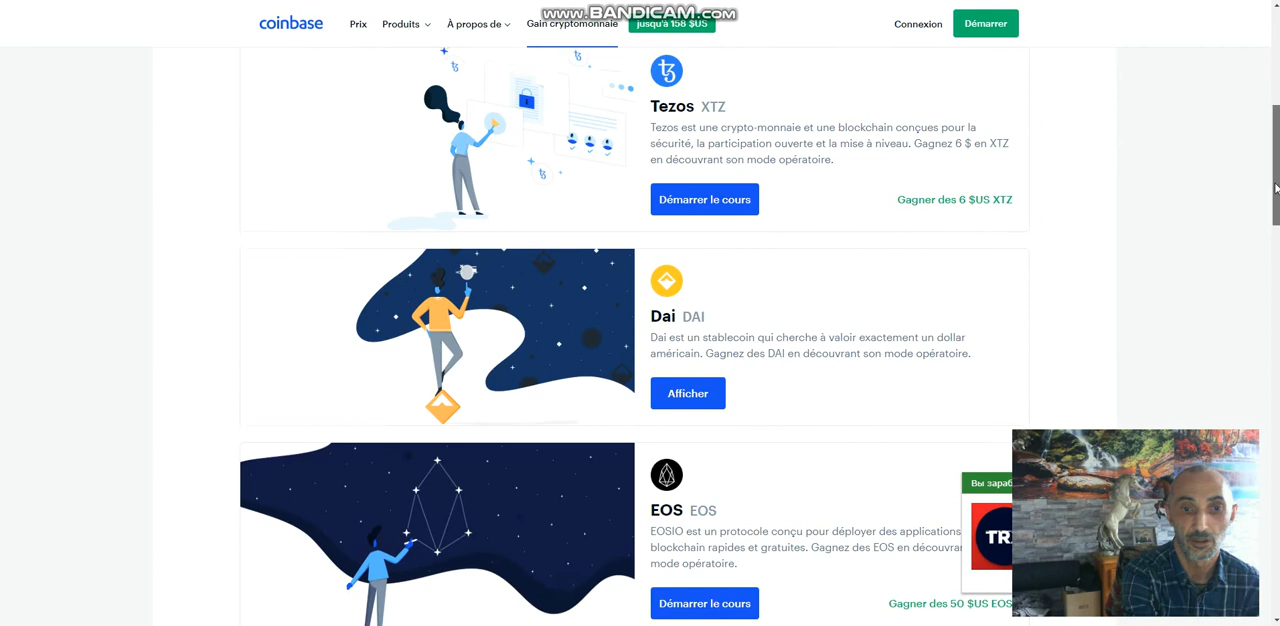 www.BANDICAM.com
coinbase Prix Produits À propos de Gain cryptomonnaie jusqu'à 158 $US Connexion Démarrer
Tezos XTZ
Tezos est une crypto-monnaie et une blockchain conçues pour la
sécurité, la participation ouverte et la mise à niveau. Gagnez 6 $ en XTZ
en découvrant son mode opératoire.
Démarrer le cours Gagner des 6 $US XTZ
Dai DAI
Dai est un stablecoin qui cherche à valoir exactement un dollar
américain. Gagnez des DAI en découvrant son mode opératoire.
Afficher
EOS EOS
EOSIO est un protocole conçu pour déployer des applications
blockchain rapides et gratuites. Gagnez des EOS en découvran
mode opératoire.
Démarrer le cours Gagner des 50 $US EOS
Вы зараб
TR